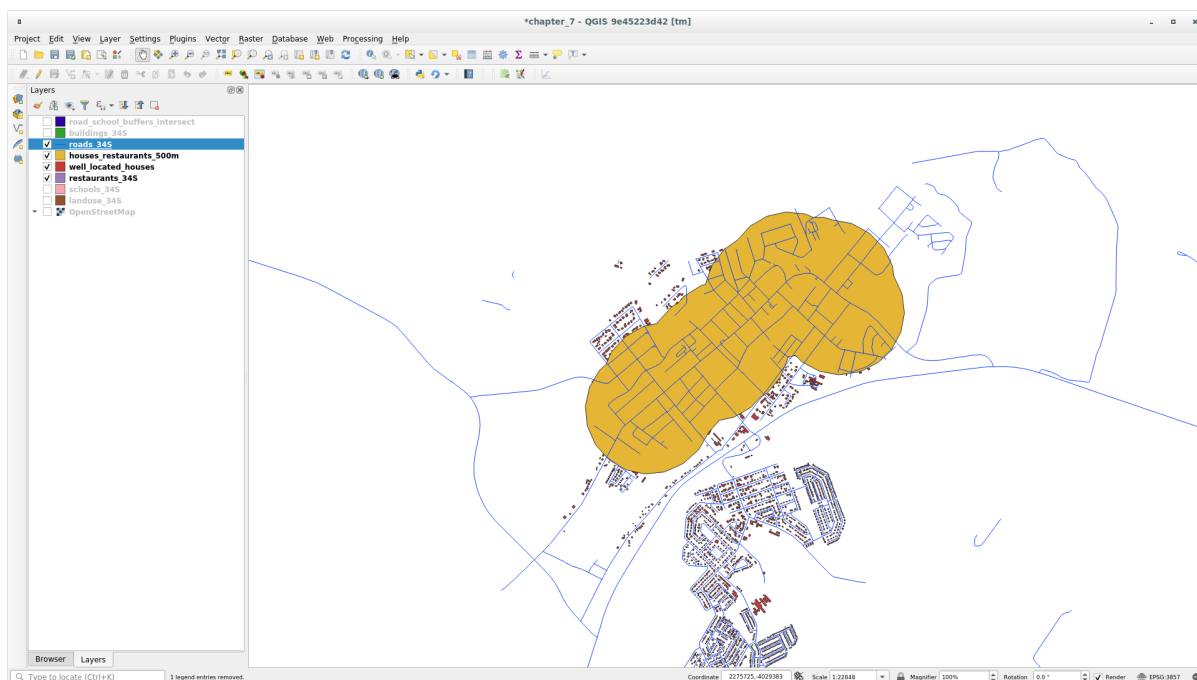 *chapter_7 - QGIS 9e45223d42 [tm]
Project Edit View Layer Settings Plugins Vector Raster Database Web Processing Help
Layers
road_school_buffers_intersect
buildings_34S
roads_34S
houses_restaurants_500m
well_located_houses
restaurants_34S
schools_34S
landuse_34S
OpenStreetMap
Browser Layers
Type to locate (Ctrl+K) 1 legend entries removed. Coordinate 2275725,-4029383 Scale 1:22848 Magnifier 100% Rotation 0.0 ° Render EPSG:3857